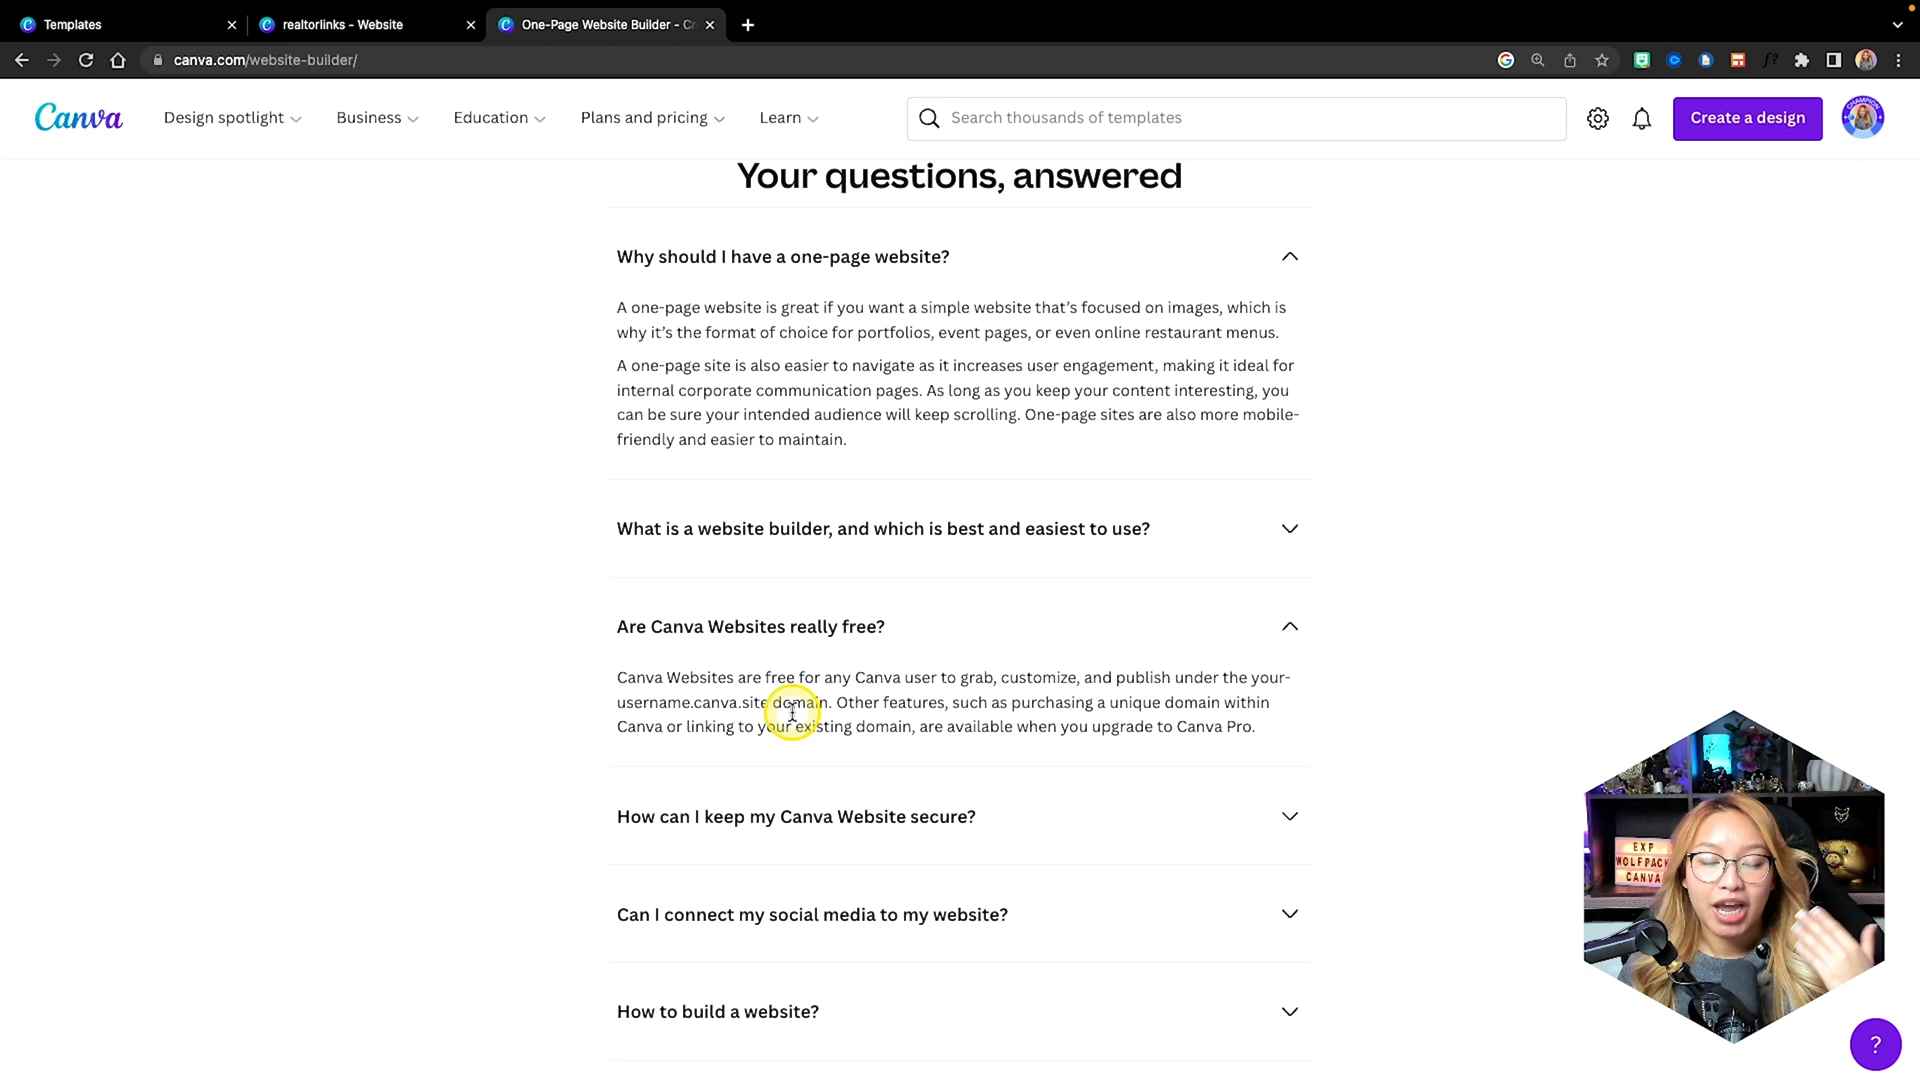 Templates
realtorlinks - Website
One-Page Website Builder - Cr
canva.com/website-builder/
Canva
Design spotlight
Business
Education
Plans and pricing
Learn
Search thousands of templates
Create a design
CHAMPION
Your questions, answered
Why should I have a one-page website?
A one-page website is great if you want a simple website that's focused on images, which is
why it's the format of choice for portfolios, event pages, or even online restaurant menus.
A one-page site is also easier to navigate as it increases user engagement, making it ideal for
internal corporate communication pages. As long as you keep your content interesting, you
can be sure your intended audience will keep scrolling. One-page sites are also more mobile-
friendly and easier to maintain.
What is a website builder, and which is best and easiest to use?
Are Canva Websites really free?
Canva Websites are free for any Canva user to grab, customize, and publish under the your-
username.canva.site domain. Other features, such as purchasing a unique domain within
Canva or linking to your existing domain, are available when you upgrade to Canva Pro.
How can I keep my Canva Website secure?
Can I connect my social media to my website?
How to build a website?
EXP
WOLFPACK
CANVA
?